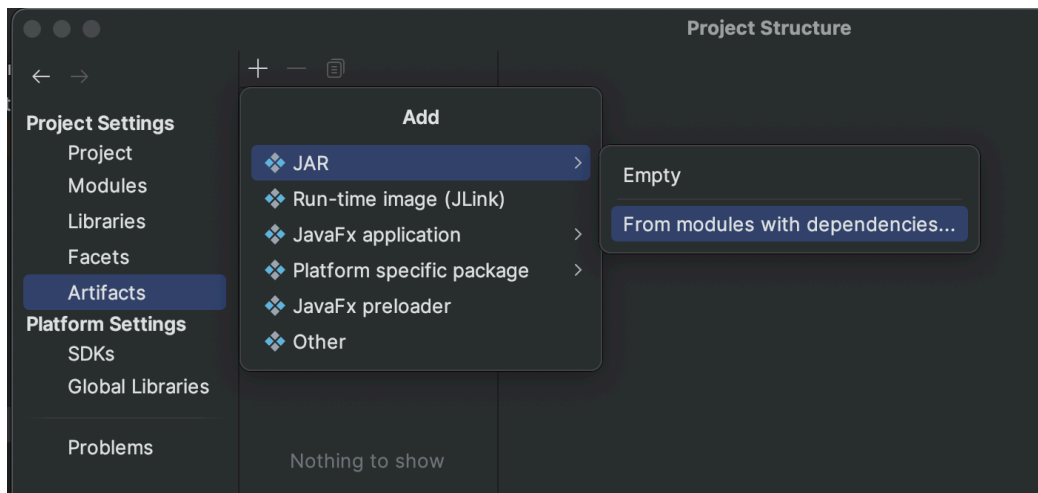 Project Structure
Project Settings
Project
Modules
Libraries
Facets
Artifacts
Platform Settings
SDKs
Global Libraries
Problems
Add
JAR
Run-time image (JLink)
JavaFx application
Platform specific package
JavaFx preloader
Other
Empty
From modules with dependencies...
Nothing to show